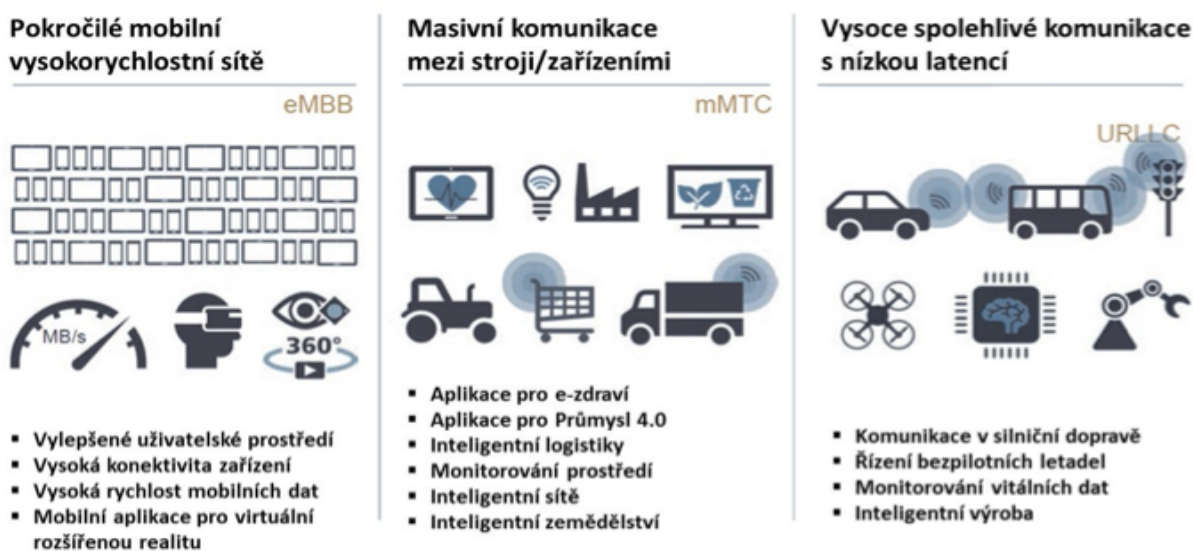 Pokročilé mobilní
vysokorychlostní sítě
eMBB
MB/s
360°
▪ Vylepšené uživatelské prostředí
▪ Vysoká konektivita zařízení
▪ Vysoká rychlost mobilních dat
▪ Mobilní aplikace pro virtuální
rozšířenou realitu
Masivní komunikace
mezi stroji/zařízeními
mMTC
▪ Aplikace pro e-zdraví
▪ Aplikace pro Průmysl 4.0
▪ Inteligentní logistiky
▪ Monitorování prostředí
▪ Inteligentní sítě
▪ Inteligentní zemědělství
Vysoce spolehlivé komunikace
s nízkou latencí
URLLC
▪ Komunikace v silniční dopravě
▪ Řízení bezpilotních letadel
▪ Monitorování vitálních dat
▪ Inteligentní výroba